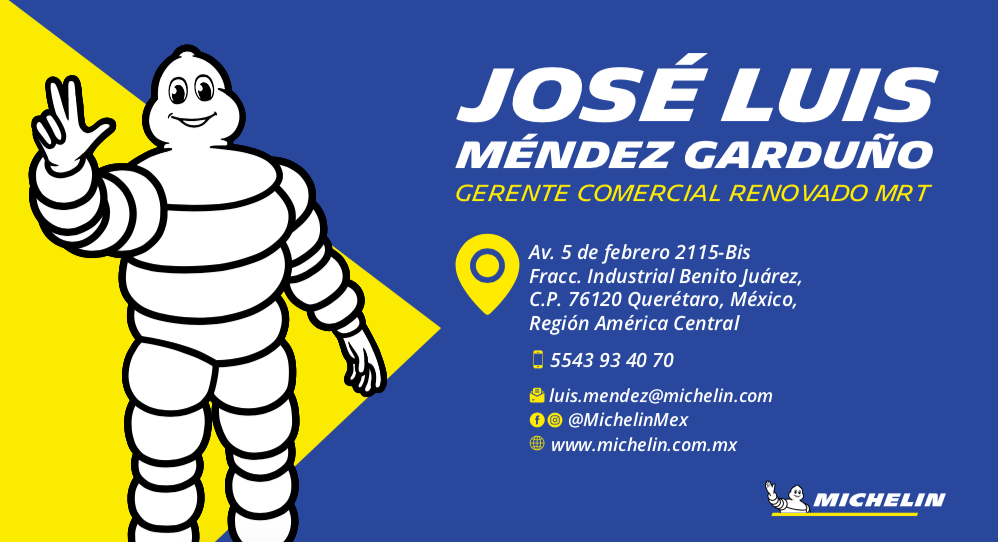 JOSÉ LUIS
MÉNDEZ GARDUÑO
GERENTE COMERCIAL RENOVADO MRT
Av. 5 de febrero 2115-Bis
Fracc. Industrial Benito Juárez,
C.P. 76120 Querétaro, México,
Región América Central
5543 93 40 70
luis.mendez@michelin.com
@MichelinMex
www.michelin.com.mx
MICHELIN